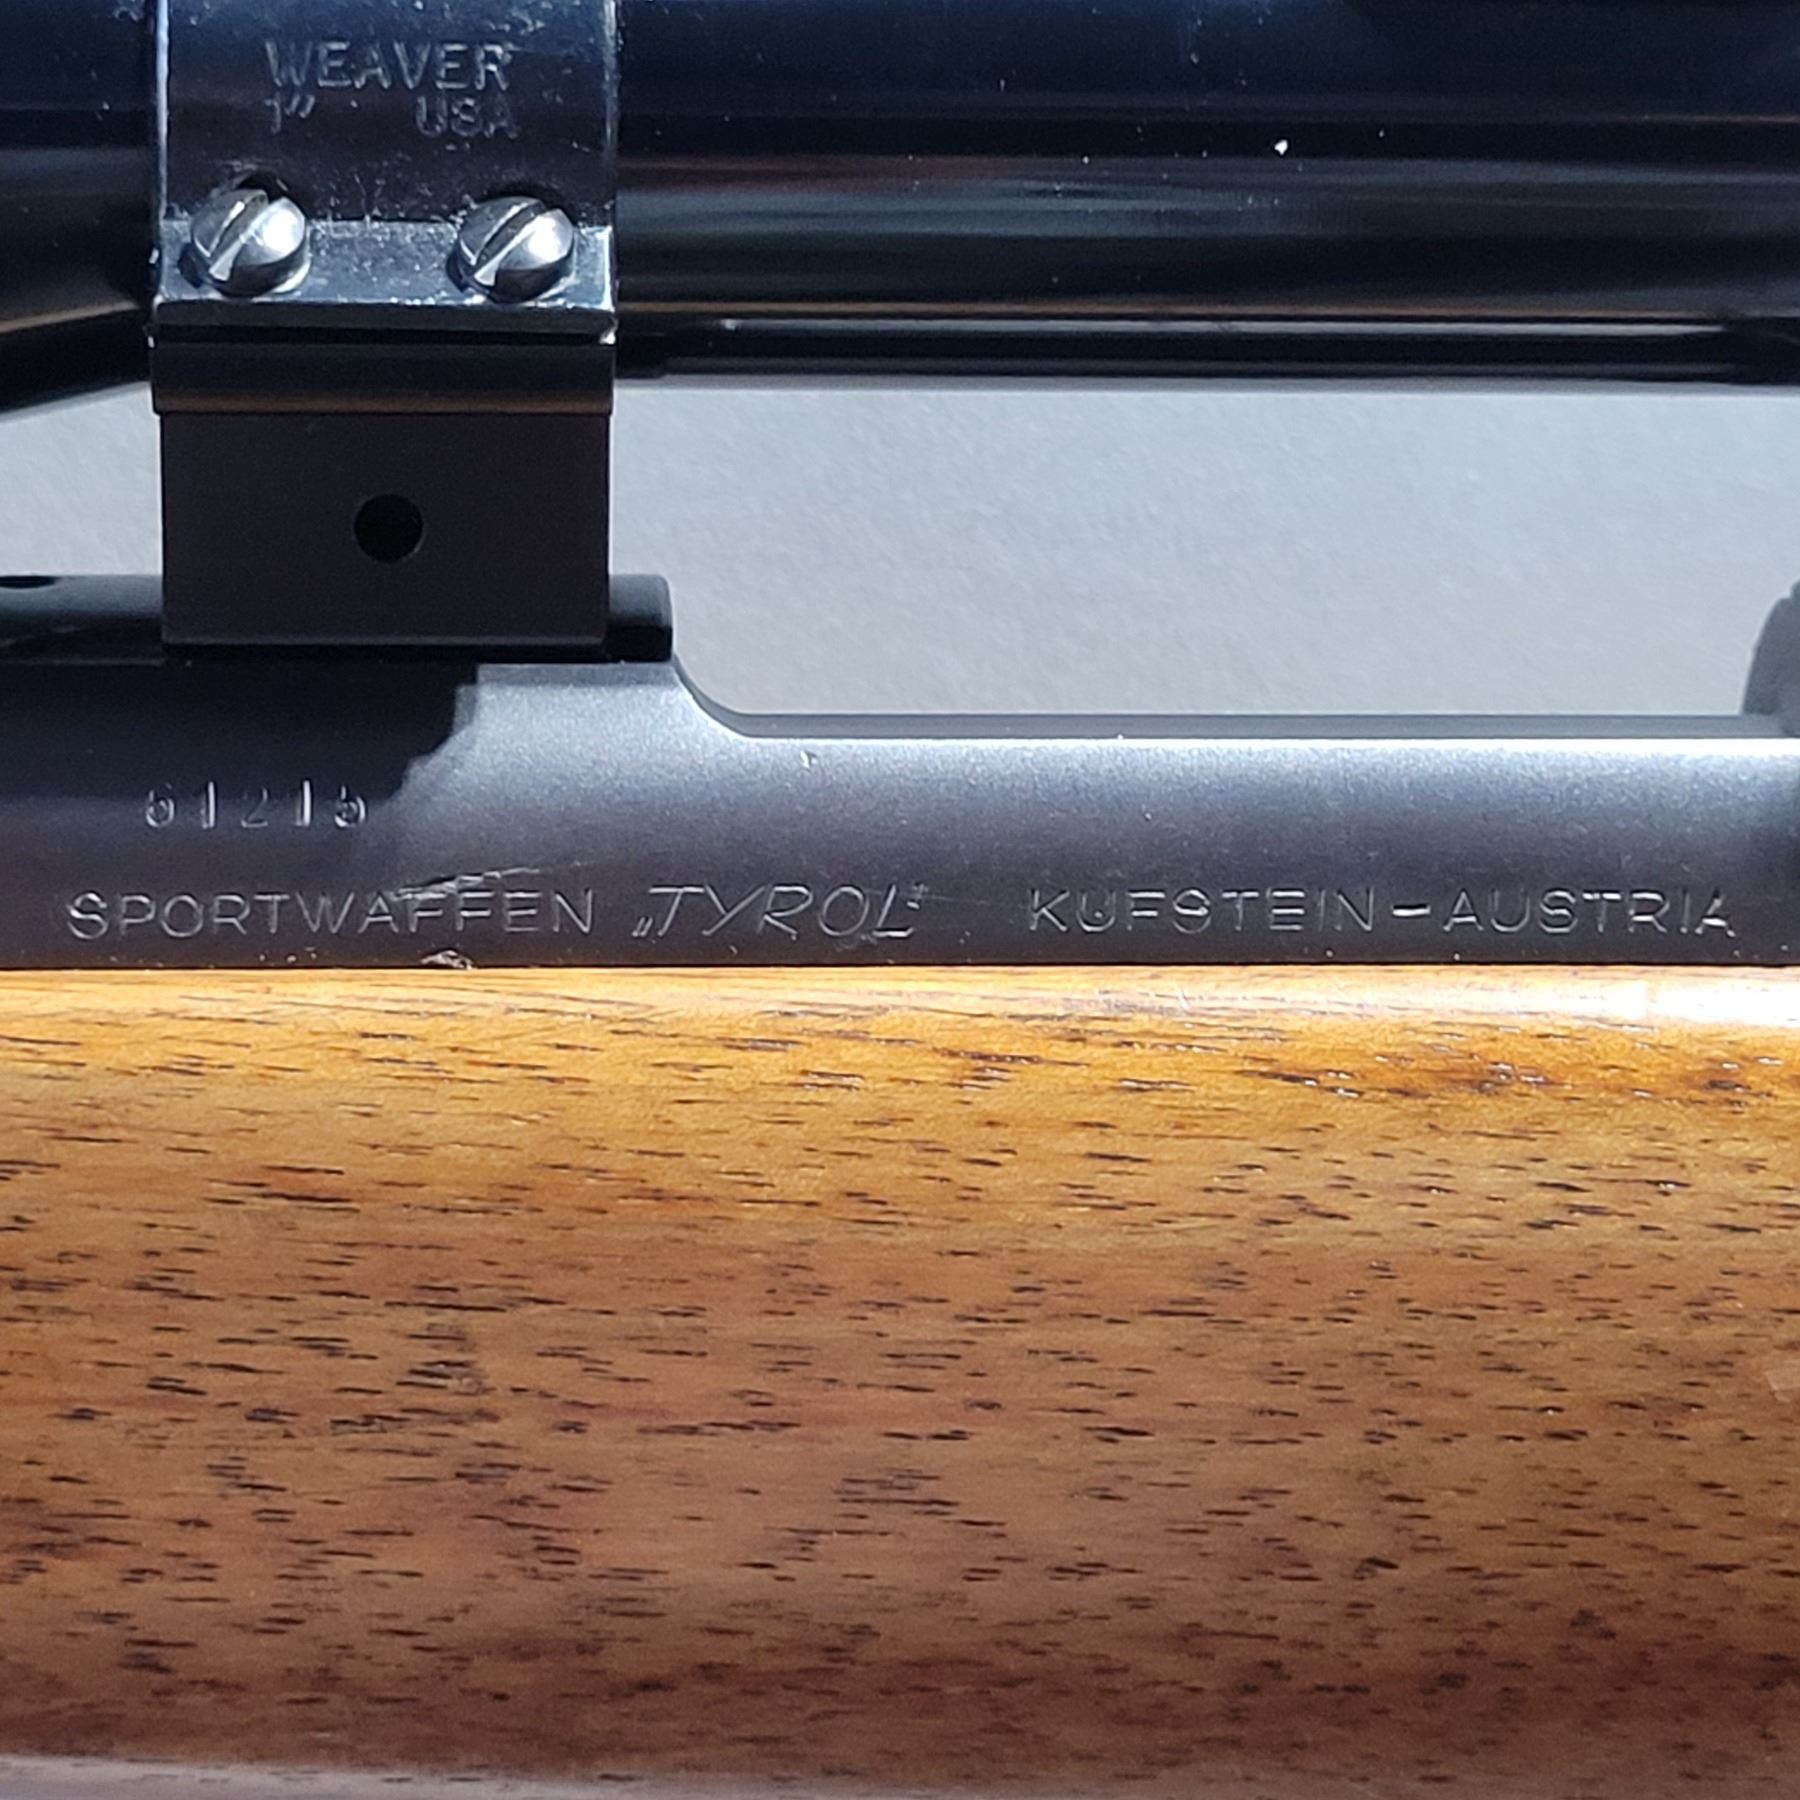 WEAVER
1" USA
61215
SPORTWAFFEN „TYROL“ KUFSTEIN-AUSTRIA